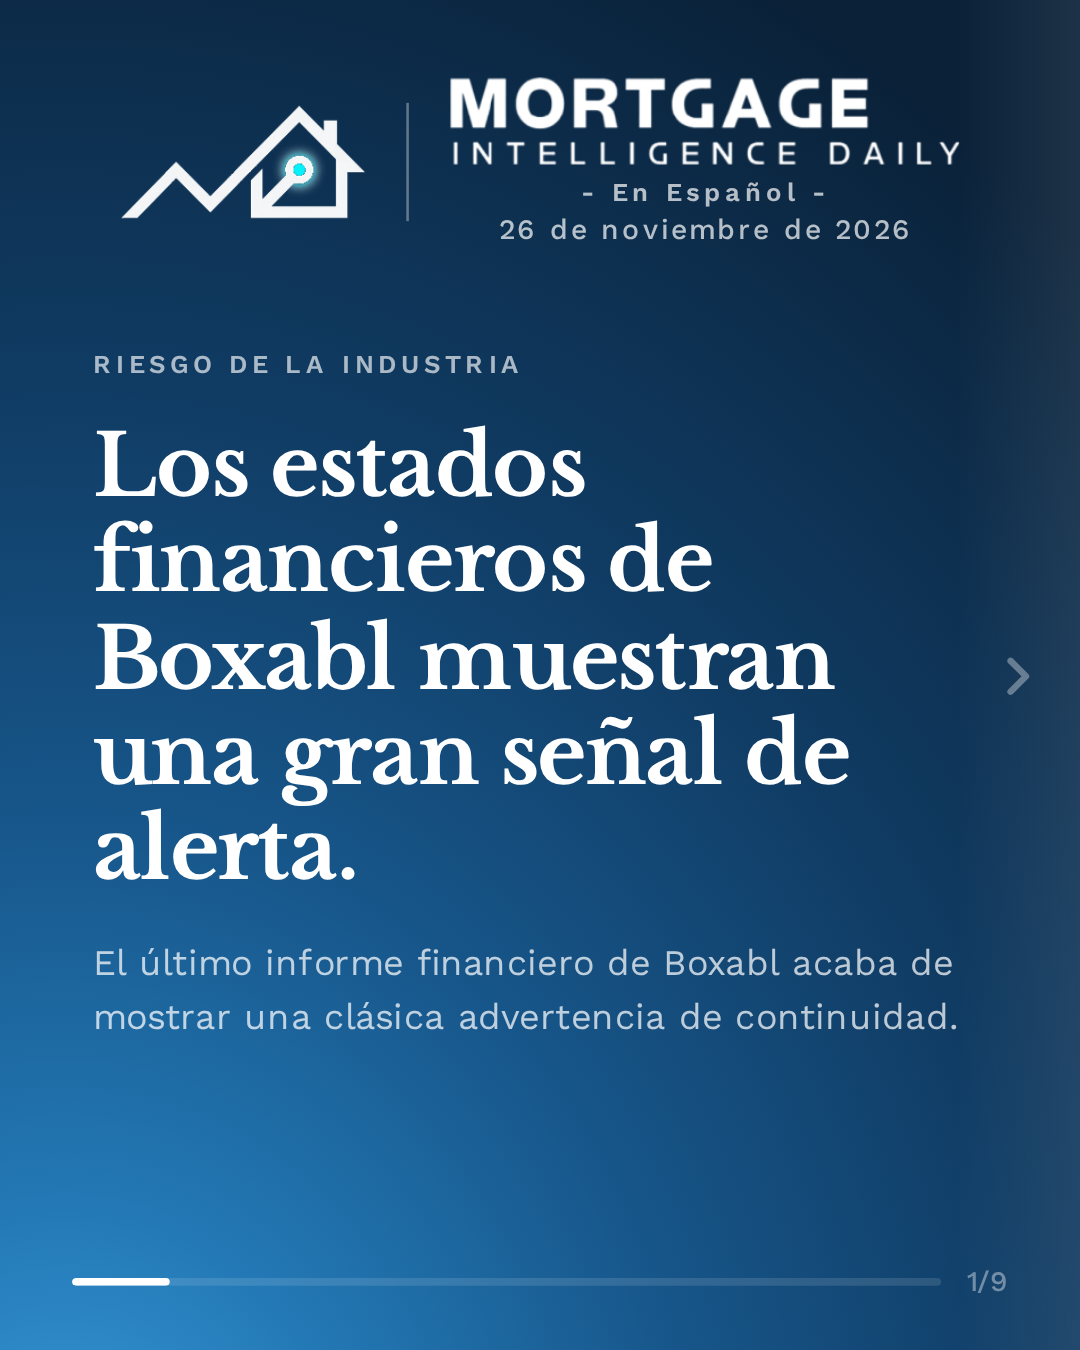 MORTGAGE
INTELLIGENCE DAILY
- En Español -
26 de noviembre de 2026
RIESGO DE LA INDUSTRIA
Los estados
financieros de
Boxabl muestran
una gran señal de
alerta.
El último informe financiero de Boxabl acaba de
mostrar una clásica advertencia de continuidad.
1/9